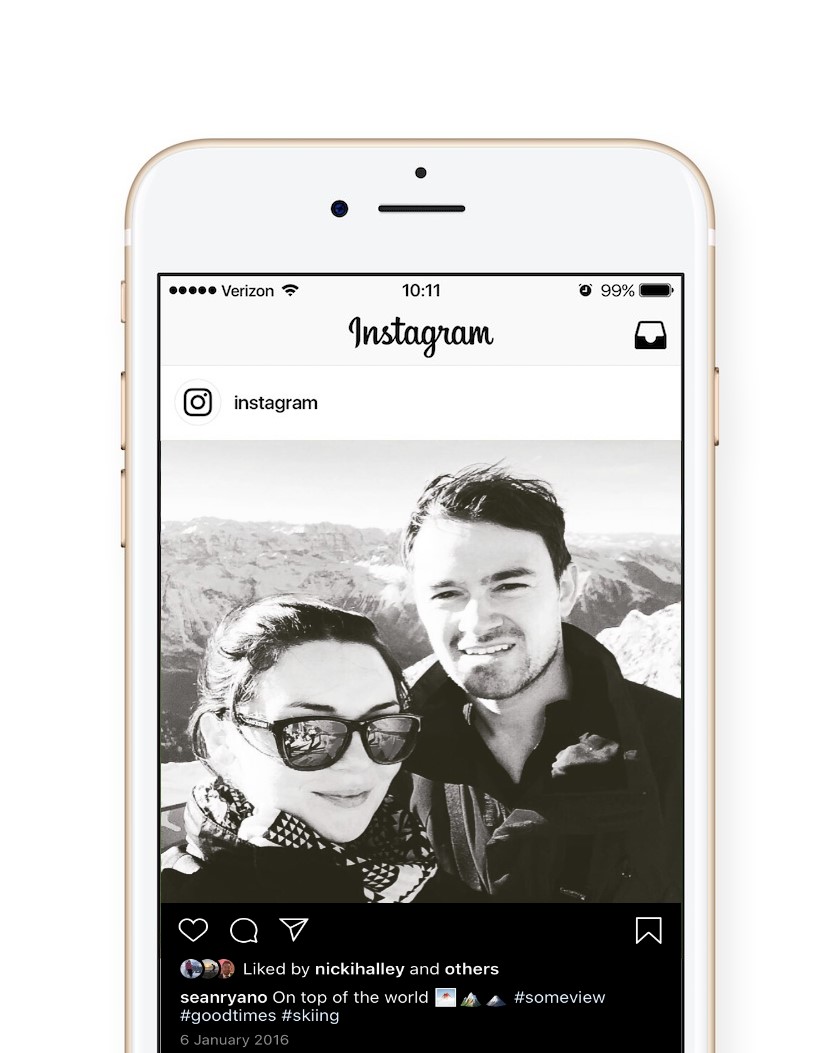 Verizon 10:11 99%
Instagram
instagram
Liked by nickihalley and others
seanryano On top of the world 🌅 ⛰️ 🗻 #someview
#goodtimes #skiing
6 January 2016